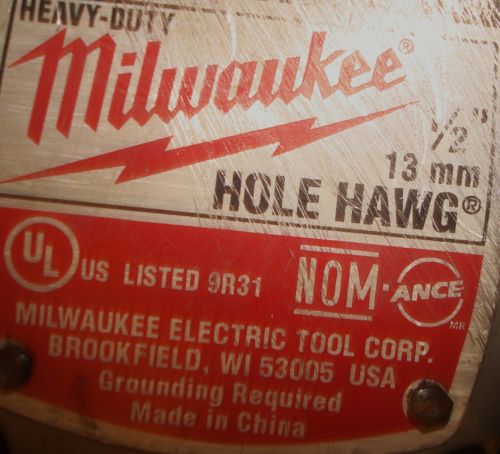 HEAVY-DUTY
Milwaukee®
1/2"
13 mm
HOLE HAWG®
UL US LISTED 9R31 NOM-ANCE MR
MILWAUKEE ELECTRIC TOOL CORP.
BROOKFIELD, WI 53005 USA
Grounding Required
Made in China